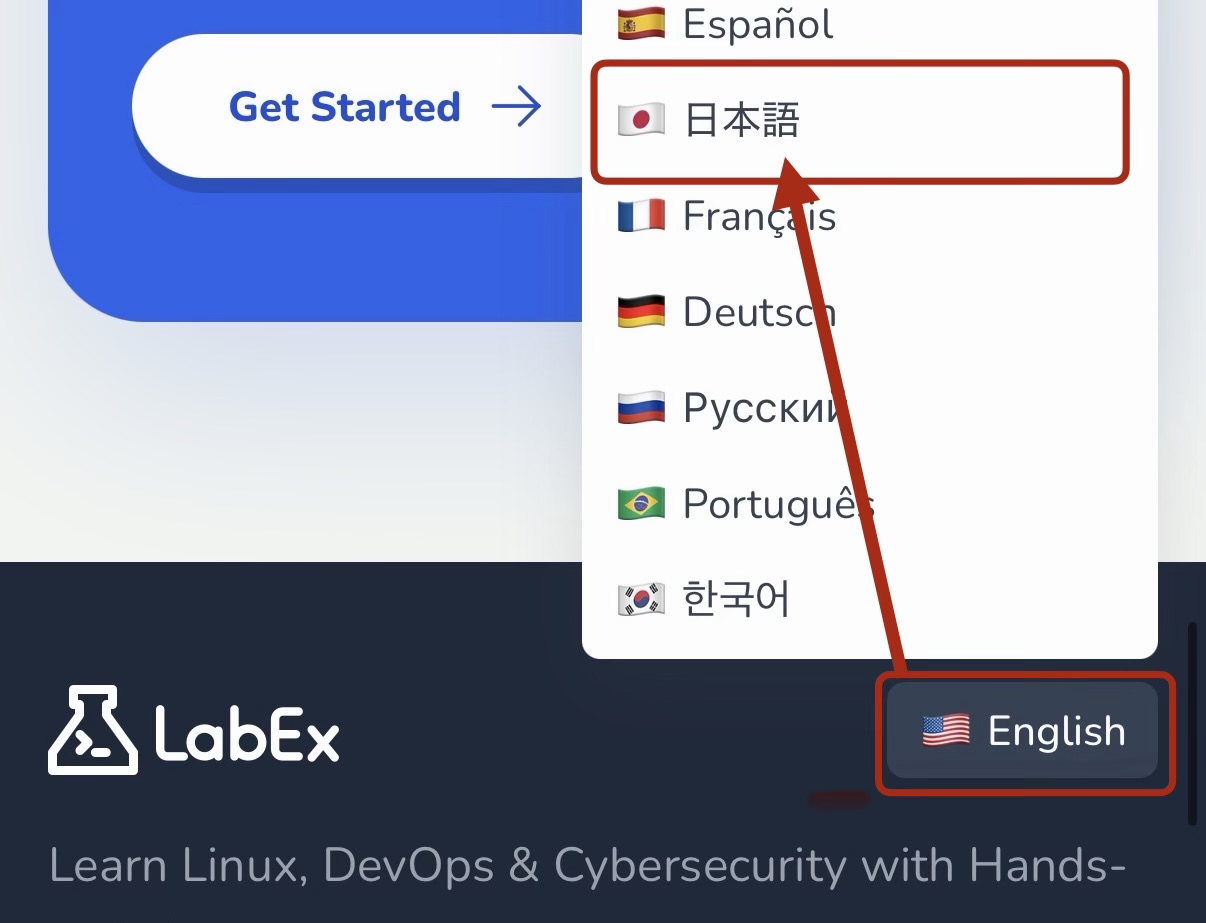 Español
Get Started
日本語
Français
Deutsch
Русский
Português
한국어
LabEx
English
Learn Linux, DevOps & Cybersecurity with Hands-